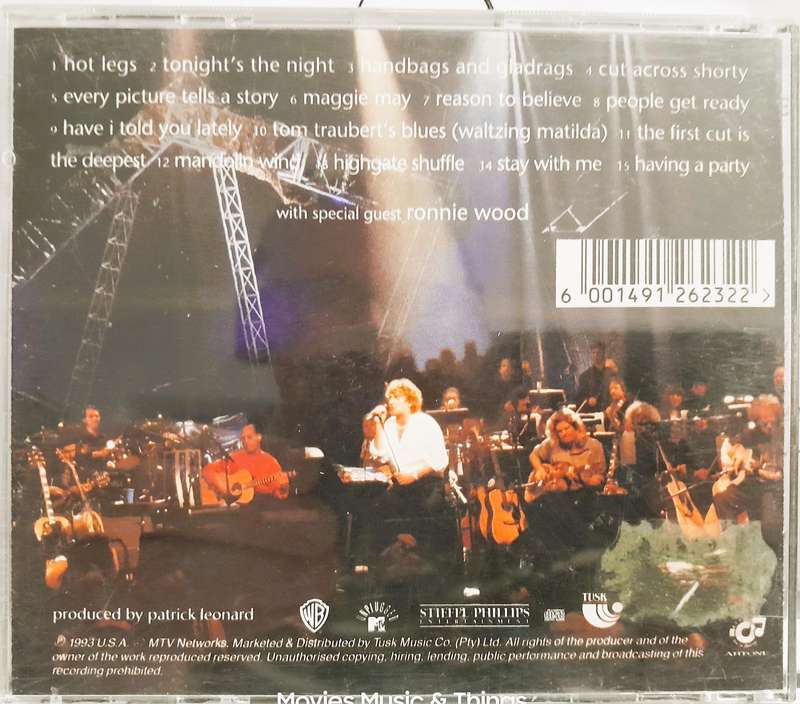 1 hot legs 2 tonight's the night 3 handbags and gladrags 4 cut across shorty
5 every picture tells a story 6 maggie may 7 reason to believe 8 people get ready
9 have i told you lately 10 tom traubert's blues (waltzing matilda) 11 the first cut is
the deepest 12 mandolin wind 13 highgate shuffle 14 stay with me 15 having a party
with special guest ronnie wood
6 001491 262322 >
produced by patrick leonard
WB
UNPLUGGED
MTV
STIEFEL PHILLIPS
ENTERTAINMENT
TUSK
℗ 1993 U.S.A. MTV Networks. Marketed & Distributed by Tusk Music Co. (Pty) Ltd. All rights of the producer and of the
owner of the work reproduced reserved. Unauthorised copying, hiring, lending, public performance and broadcasting of this
recording prohibited.
Movies Music & Things